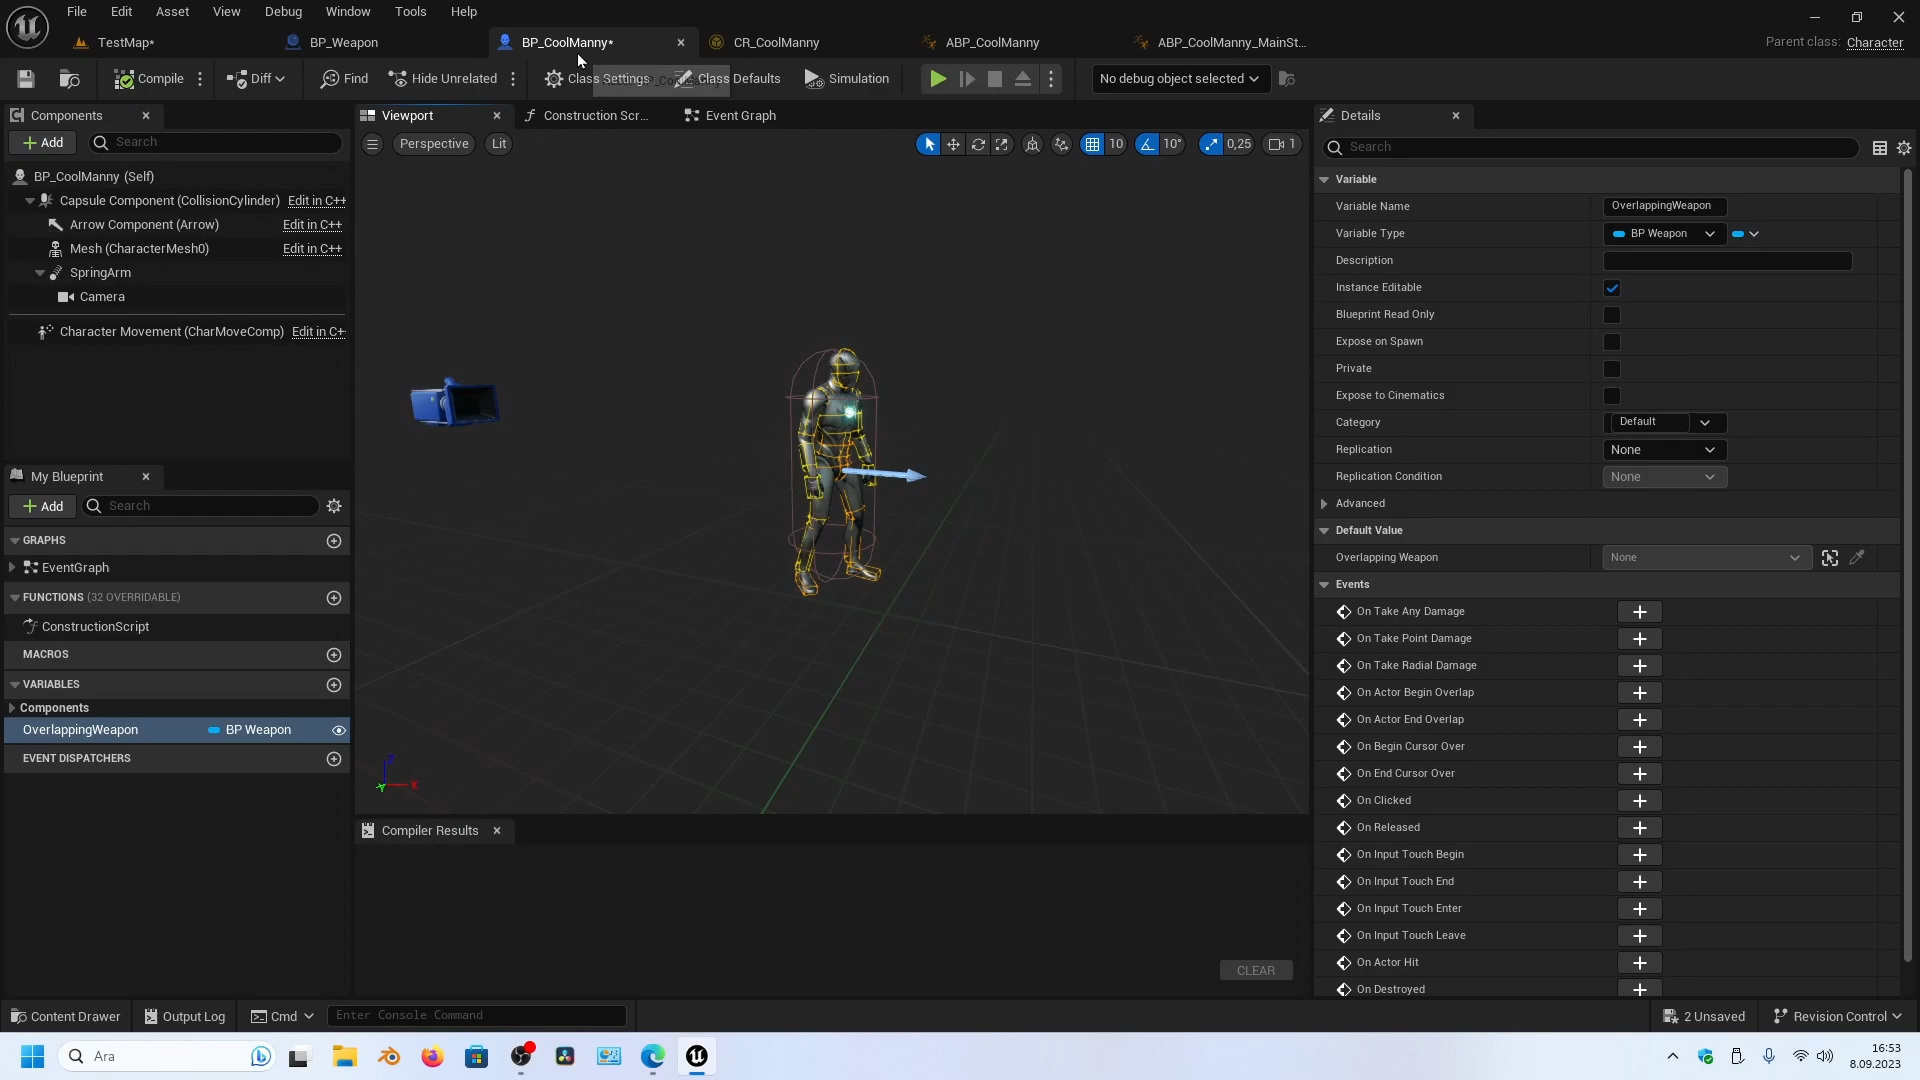 File Edit Asset View Debug Window Tools Help
TestMap* BP_Weapon BP_CoolManny* CR_CoolManny ABP_CoolManny ABP_CoolManny_MainSt... Parent class: Character
Compile Diff Find Hide Unrelated Class Settings Class Defaults Simulation No debug object selected
Components Viewport Construction Scr... Event Graph Details
Add Search Perspective Lit 10 10° 0,25 1 Search
BP_CoolManny (Self)
Capsule Component (CollisionCylinder) Edit in C++
Arrow Component (Arrow) Edit in C++
Mesh (CharacterMesh0) Edit in C++
SpringArm
Camera
Character Movement (CharMoveComp) Edit in C+
My Blueprint
Add Search
GRAPHS
EventGraph
FUNCTIONS (32 OVERRIDABLE)
ConstructionScript
MACROS
VARIABLES
Components
OverlappingWeapon BP Weapon
EVENT DISPATCHERS
Z
X
Y
Compiler Results
CLEAR
Variable
Variable Name OverlappingWeapon
Variable Type BP Weapon
Description
Instance Editable
Blueprint Read Only
Expose on Spawn
Private
Expose to Cinematics
Category Default
Replication None
Replication Condition None
Advanced
Default Value
Overlapping Weapon None
Events
On Take Any Damage
On Take Point Damage
On Take Radial Damage
On Actor Begin Overlap
On Actor End Overlap
On Begin Cursor Over
On End Cursor Over
On Clicked
On Released
On Input Touch Begin
On Input Touch End
On Input Touch Enter
On Input Touch Leave
On Actor Hit
On Destroyed
Content Drawer Output Log Cmd Enter Console Command 2 Unsaved Revision Control
Ara 16:53
8.09.2023